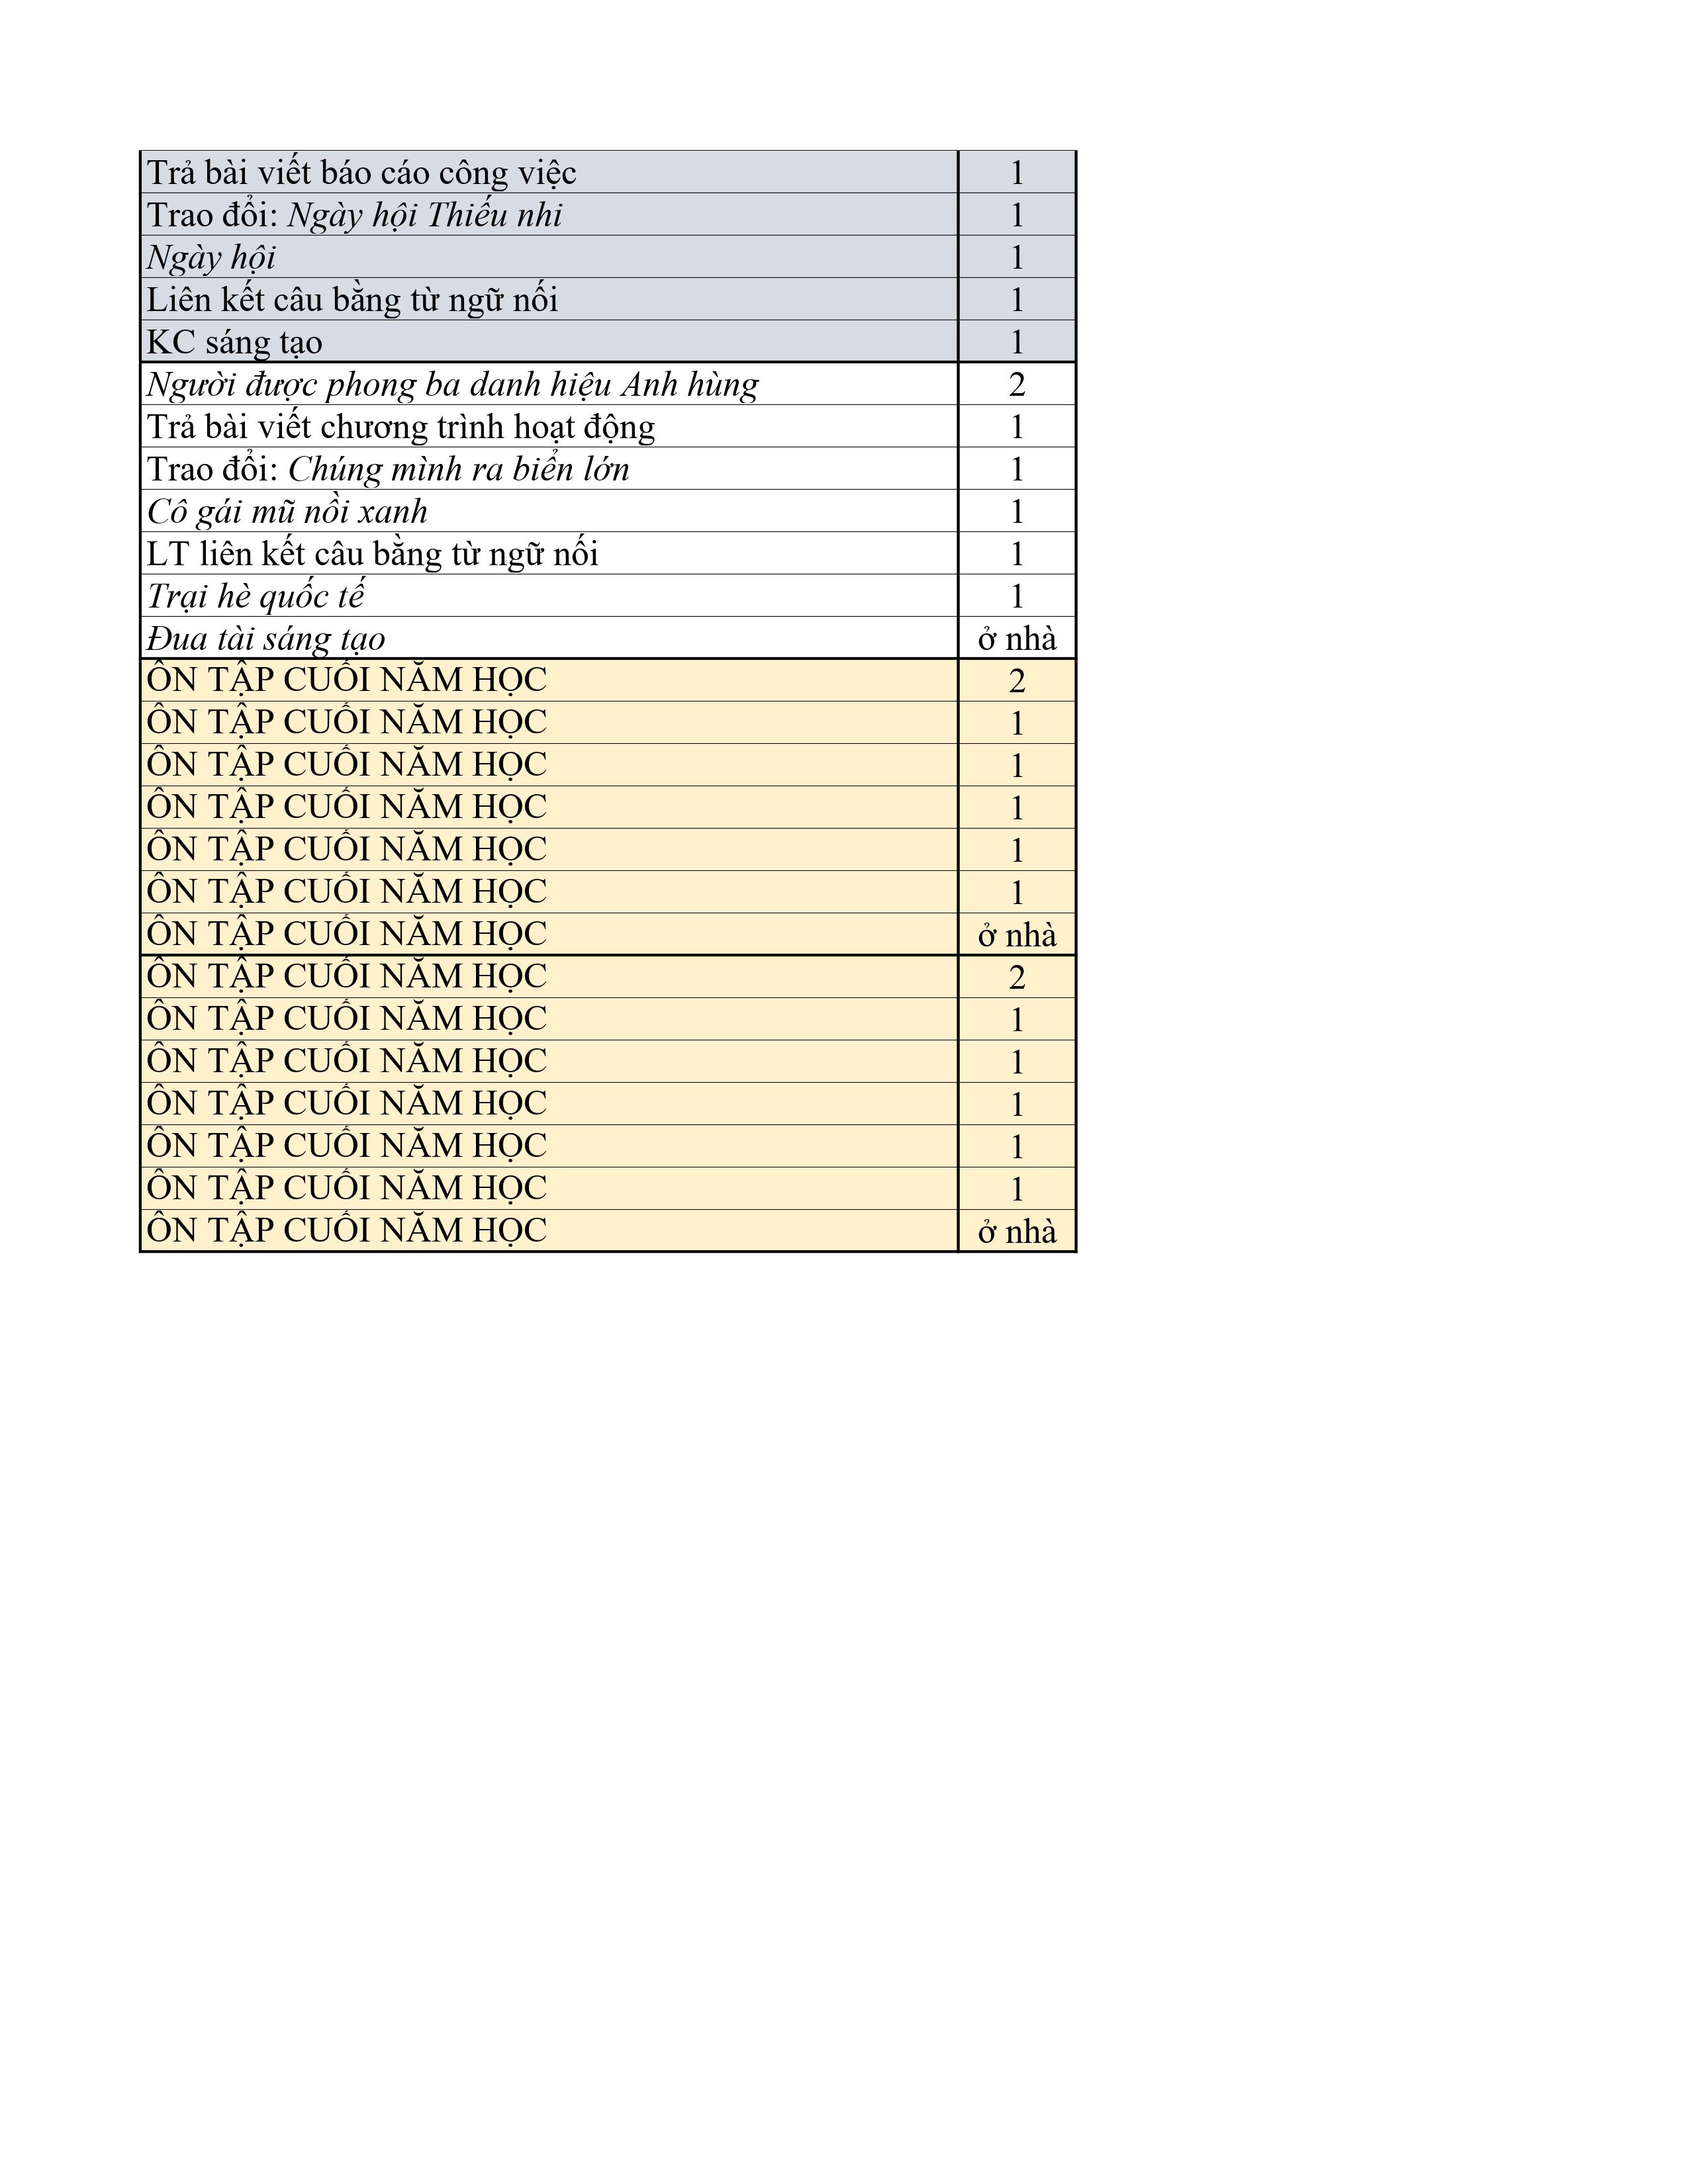 Trả bài viết báo cáo công việc 1
Trao đổi: Ngày hội Thiếu nhi 1
Ngày hội 1
Liên kết câu bằng từ ngữ nối 1
KC sáng tạo 1
Người được phong ba danh hiệu Anh hùng 2
Trả bài viết chương trình hoạt động 1
Trao đổi: Chúng mình ra biển lớn 1
Cô gái mũ nồi xanh 1
LT liên kết câu bằng từ ngữ nối 1
Trại hè quốc tế 1
Đua tài sáng tạo ở nhà
ÔN TẬP CUỐI NĂM HỌC 2
ÔN TẬP CUỐI NĂM HỌC 1
ÔN TẬP CUỐI NĂM HỌC 1
ÔN TẬP CUỐI NĂM HỌC 1
ÔN TẬP CUỐI NĂM HỌC 1
ÔN TẬP CUỐI NĂM HỌC 1
ÔN TẬP CUỐI NĂM HỌC ở nhà
ÔN TẬP CUỐI NĂM HỌC 2
ÔN TẬP CUỐI NĂM HỌC 1
ÔN TẬP CUỐI NĂM HỌC 1
ÔN TẬP CUỐI NĂM HỌC 1
ÔN TẬP CUỐI NĂM HỌC 1
ÔN TẬP CUỐI NĂM HỌC 1
ÔN TẬP CUỐI NĂM HỌC ở nhà